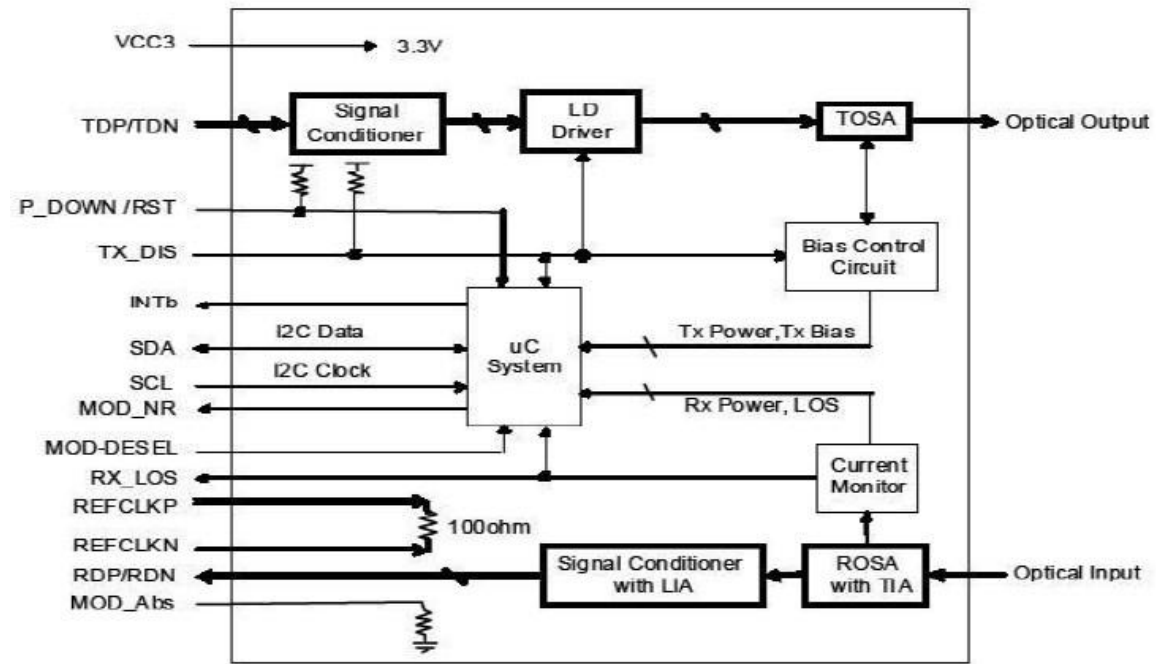 VCC3
3.3V
TDP/TDN
Signal
Conditioner
LD
Driver
TOSA
Optical Output
P_DOWN /RST
TX_DIS
Bias Control
Circuit
INTb
I2C Data
SDA
uC
System
Tx Power,Tx Bias
I2C Clock
SCL
MOD_NR
Rx Power, LOS
MOD-DESEL
RX_LOS
Current
Monitor
REFCLKP
100ohm
REFCLKN
RDP/RDN
Signal Conditioner
with LIA
ROSA
with TIA
Optical Input
MOD_Abs